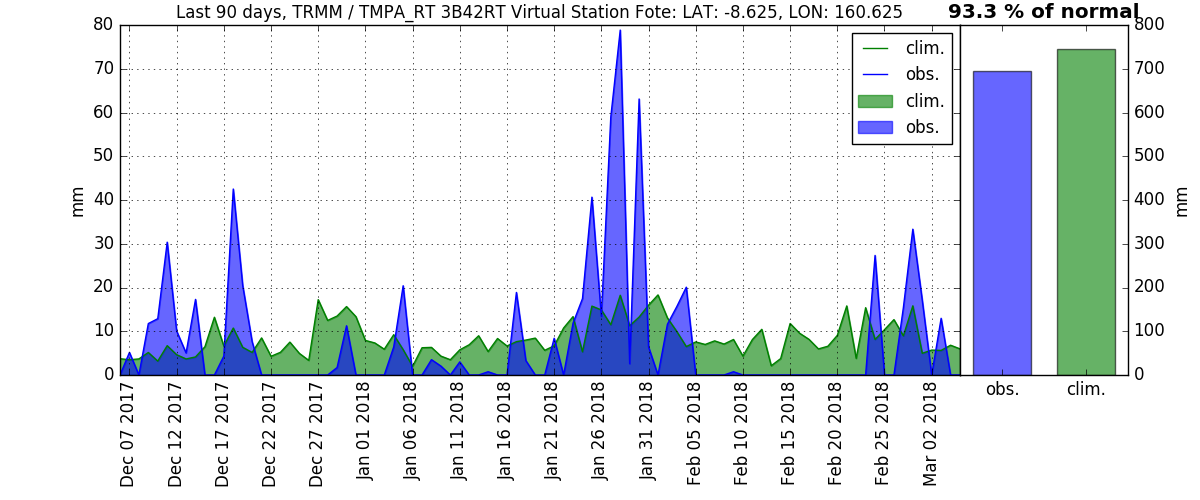 Last 90 days, TRMM / TMPA_RT 3B42RT Virtual Station Fote: LAT: -8.625, LON: 160.625
93.3 % of normal
80
70
60
50
40
30
20
10
0
mm
clim.
obs.
clim.
obs.
800
700
600
500
400
300
200
100
0
mm
obs.
clim.
Dec 07 2017
Dec 12 2017
Dec 17 2017
Dec 22 2017
Dec 27 2017
Jan 01 2018
Jan 06 2018
Jan 11 2018
Jan 16 2018
Jan 21 2018
Jan 26 2018
Jan 31 2018
Feb 05 2018
Feb 10 2018
Feb 15 2018
Feb 20 2018
Feb 25 2018
Mar 02 2018